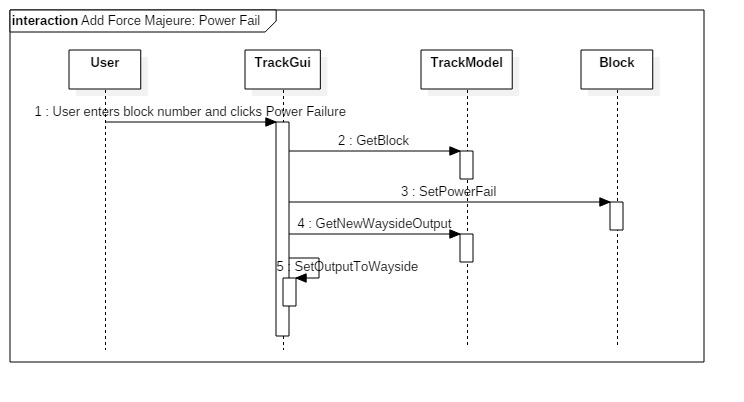 interaction Add Force Majeure: Power Fail
User TrackGui TrackModel Block
1 : User enters block number and clicks Power Failure
2 : GetBlock
3 : SetPowerFail
4 : GetNewWaysideOutput
5 : SetOutputToWayside